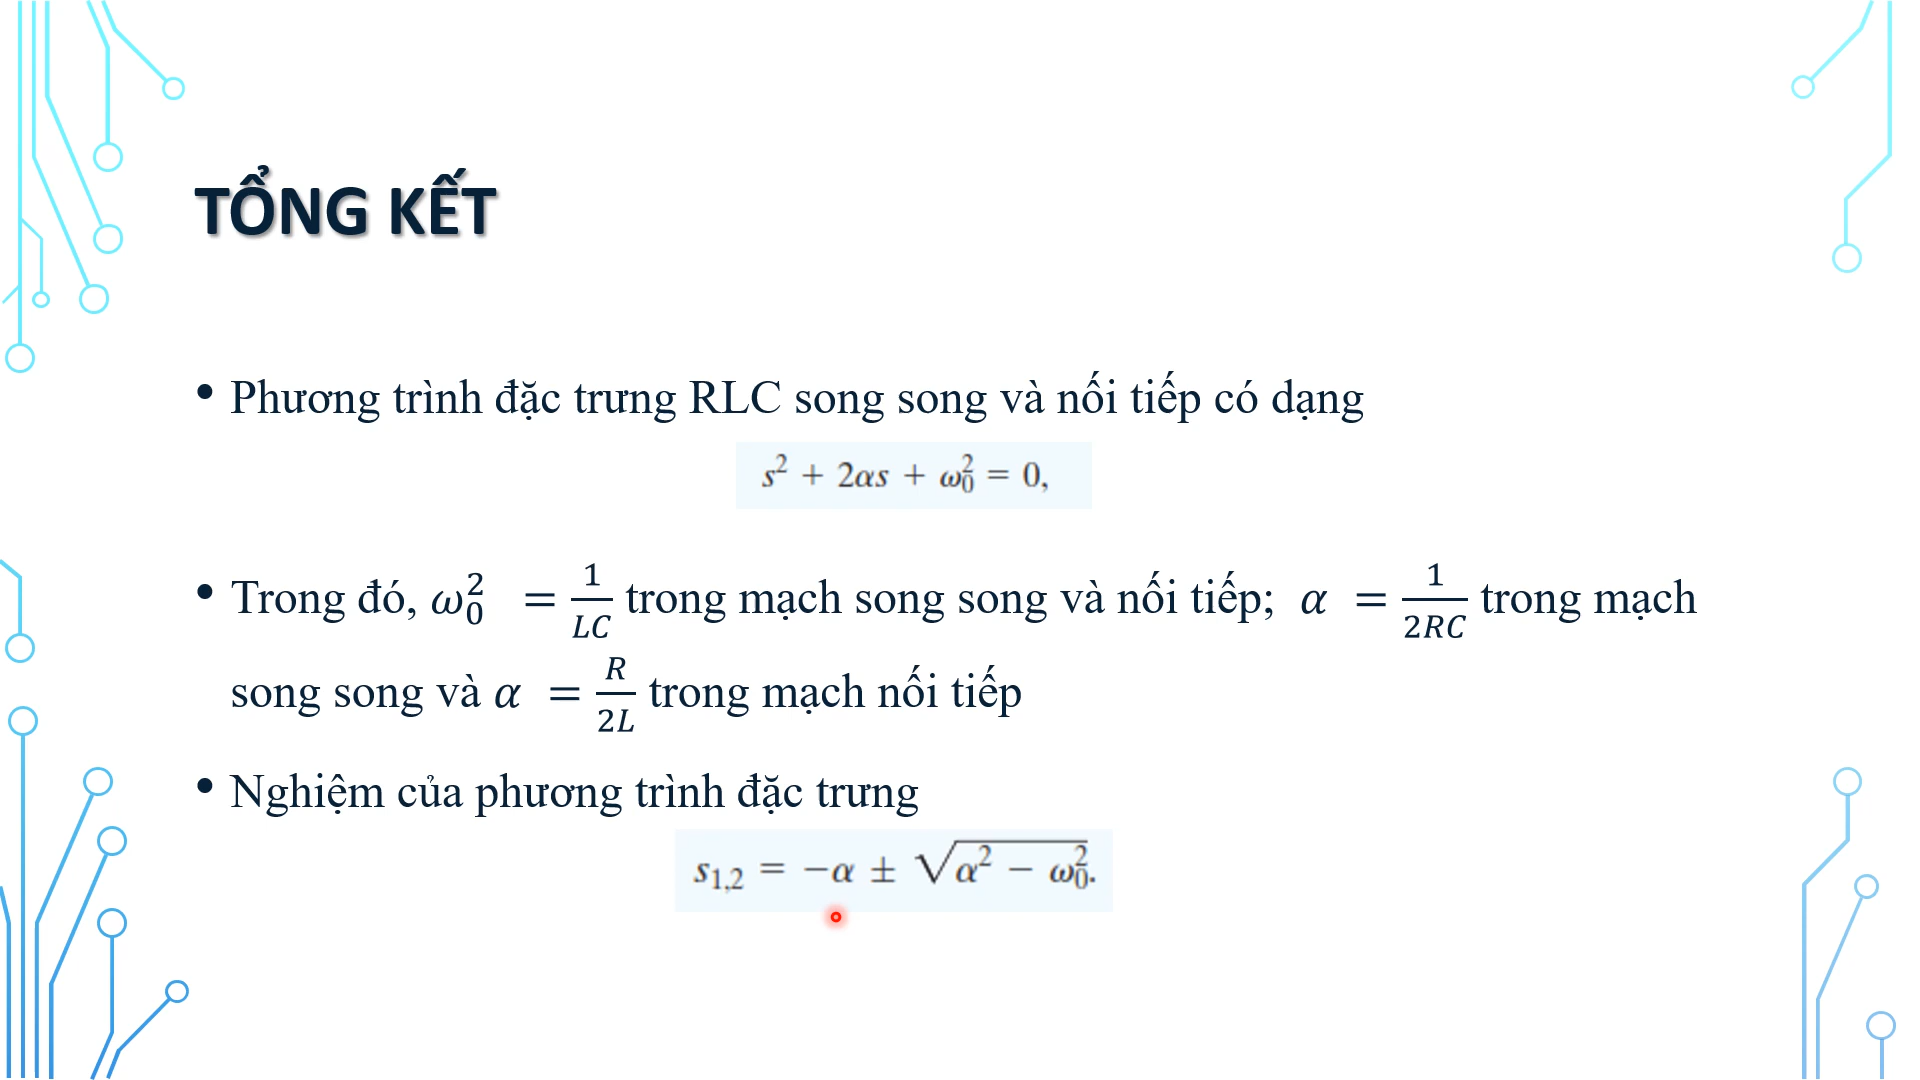 TỔNG KẾT
• Phương trình đặc trưng RLC song song và nối tiếp có dạng
s² + 2αs + ω₀² = 0,
• Trong đó, ω₀² = 1/LC trong mạch song song và nối tiếp; α = 1/2RC trong mạch
song song và α = R/2L trong mạch nối tiếp
• Nghiệm của phương trình đặc trưng
s₁,₂ = −α ± √(α² − ω₀²).